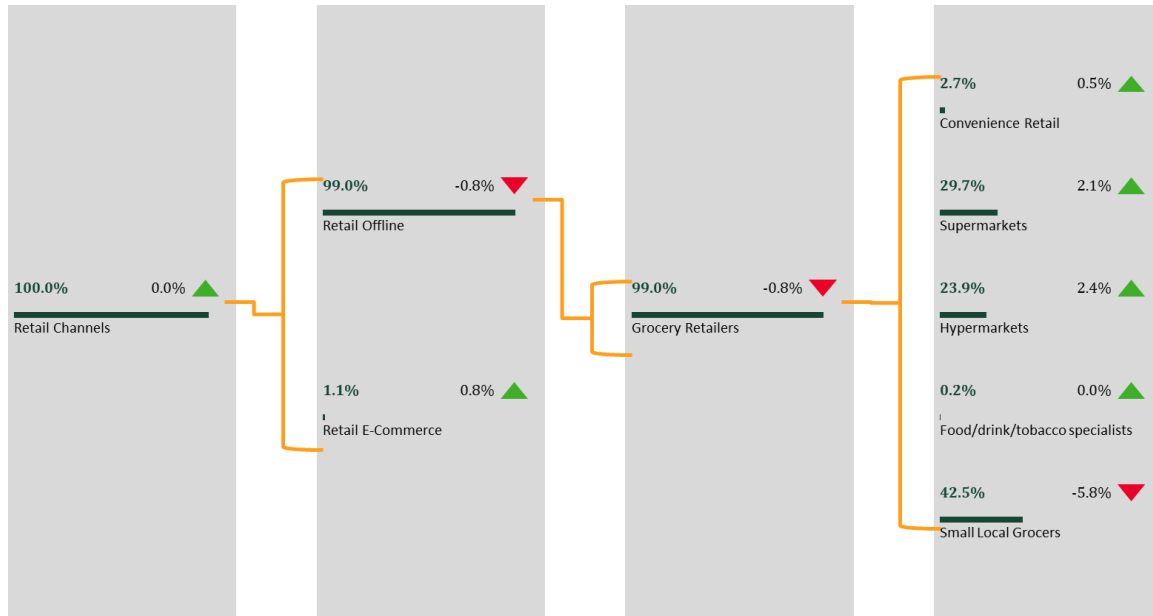 100.0% 0.0%
Retail Channels
99.0% -0.8%
Retail Offline
1.1% 0.8%
Retail E-Commerce
99.0% -0.8%
Grocery Retailers
2.7% 0.5%
Convenience Retail
29.7% 2.1%
Supermarkets
23.9% 2.4%
Hypermarkets
0.2% 0.0%
Food/drink/tobacco specialists
42.5% -5.8%
Small Local Grocers